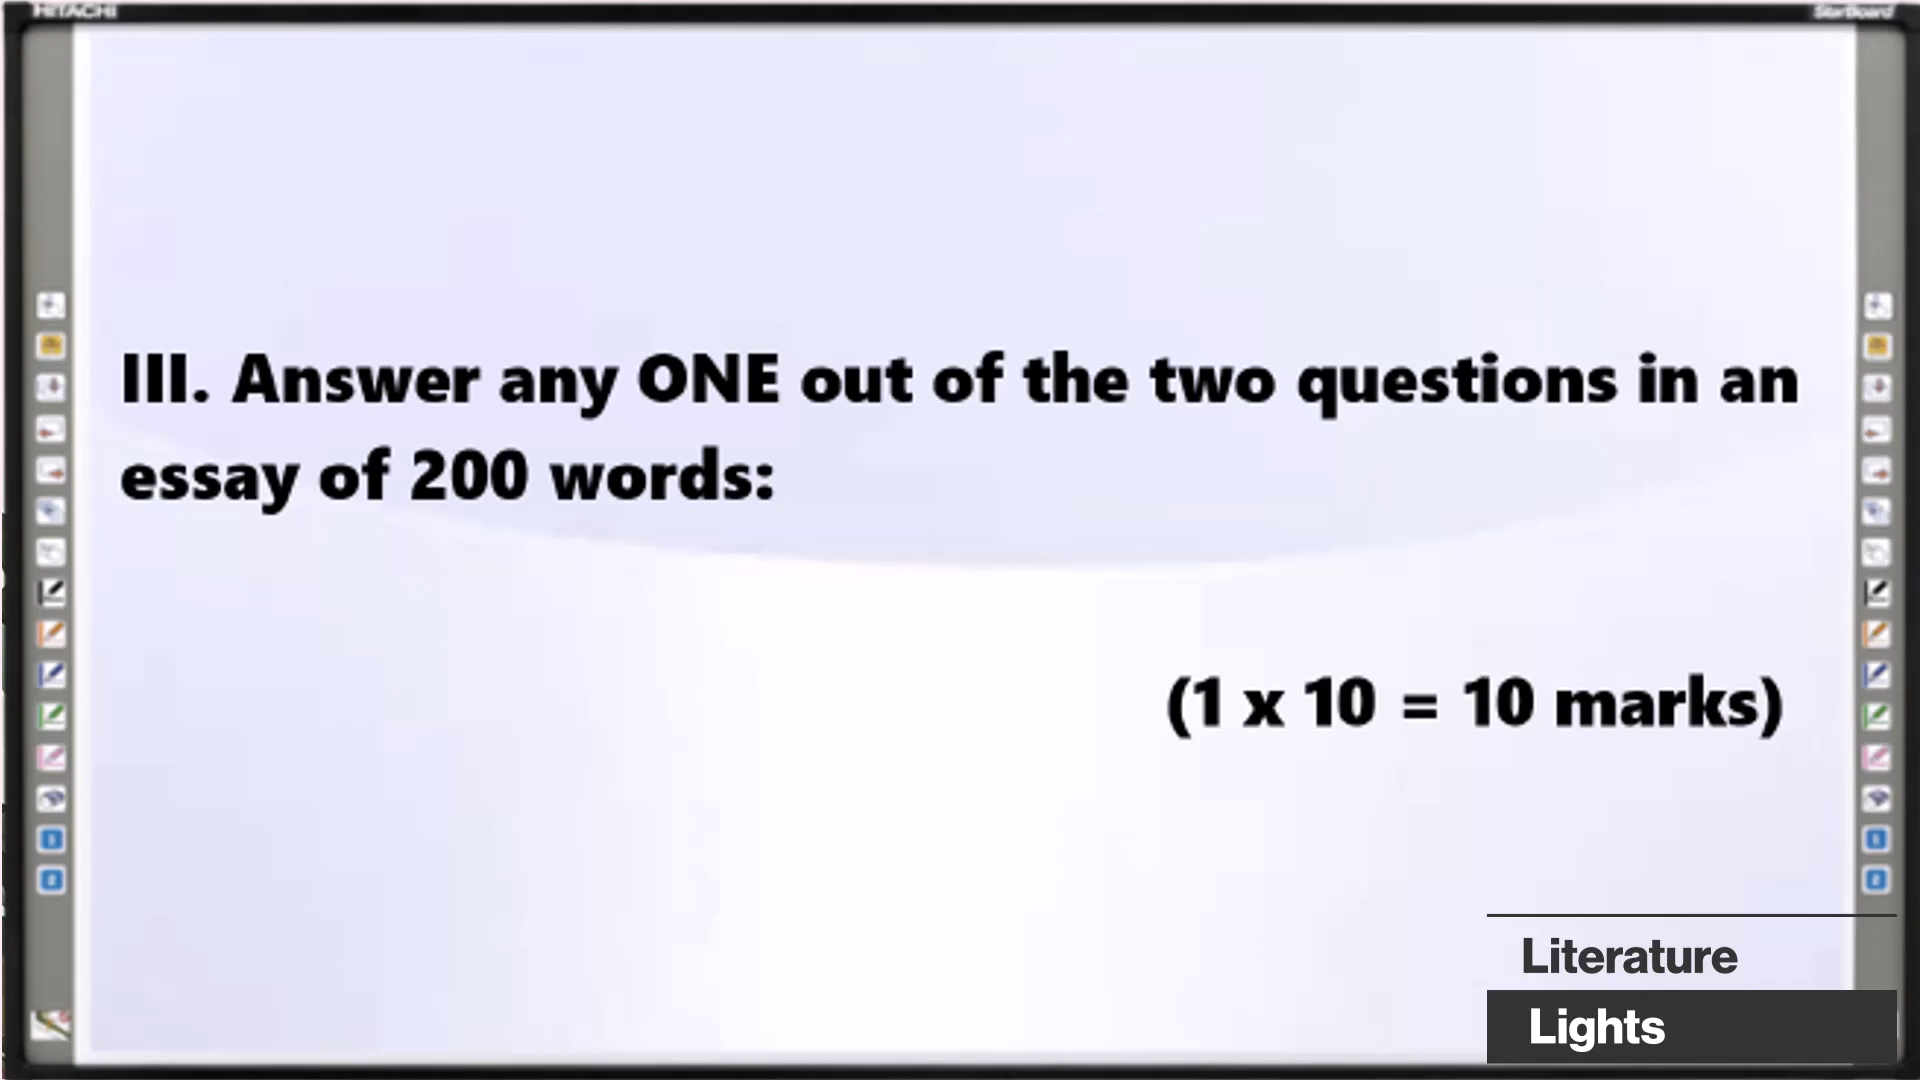 HITACHI
StarBoard
III. Answer any ONE out of the two questions in an
essay of 200 words:
(1 x 10 = 10 marks)
Literature
Lights